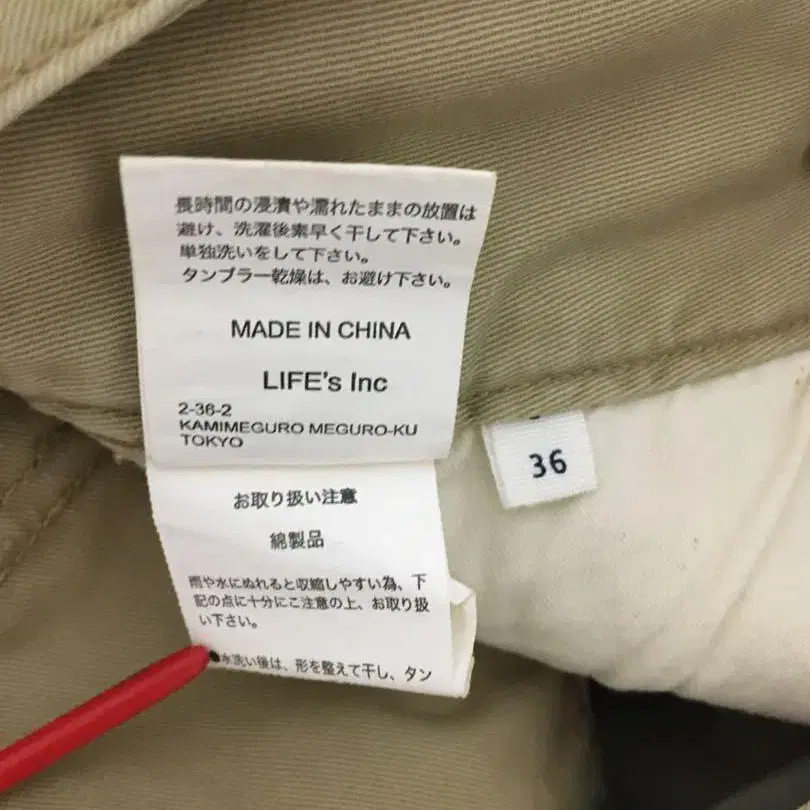 長時間の浸漬や濡れたままの放置は
避け、洗濯後素早く干して下さい。
単独洗いをして下さい。
タンブラー乾燥は、お避け下さい。
MADE IN CHINA
LIFE's Inc
2-36-2
KAMIMEGURO MEGURO-KU
TOKYO
36
お取り扱い注意
綿製品
雨や水にぬれると収縮しやすい為、下
記の点に十分にご注意の上、お取り扱
い下さい。
●水洗い後は、形を整えて干し、タン